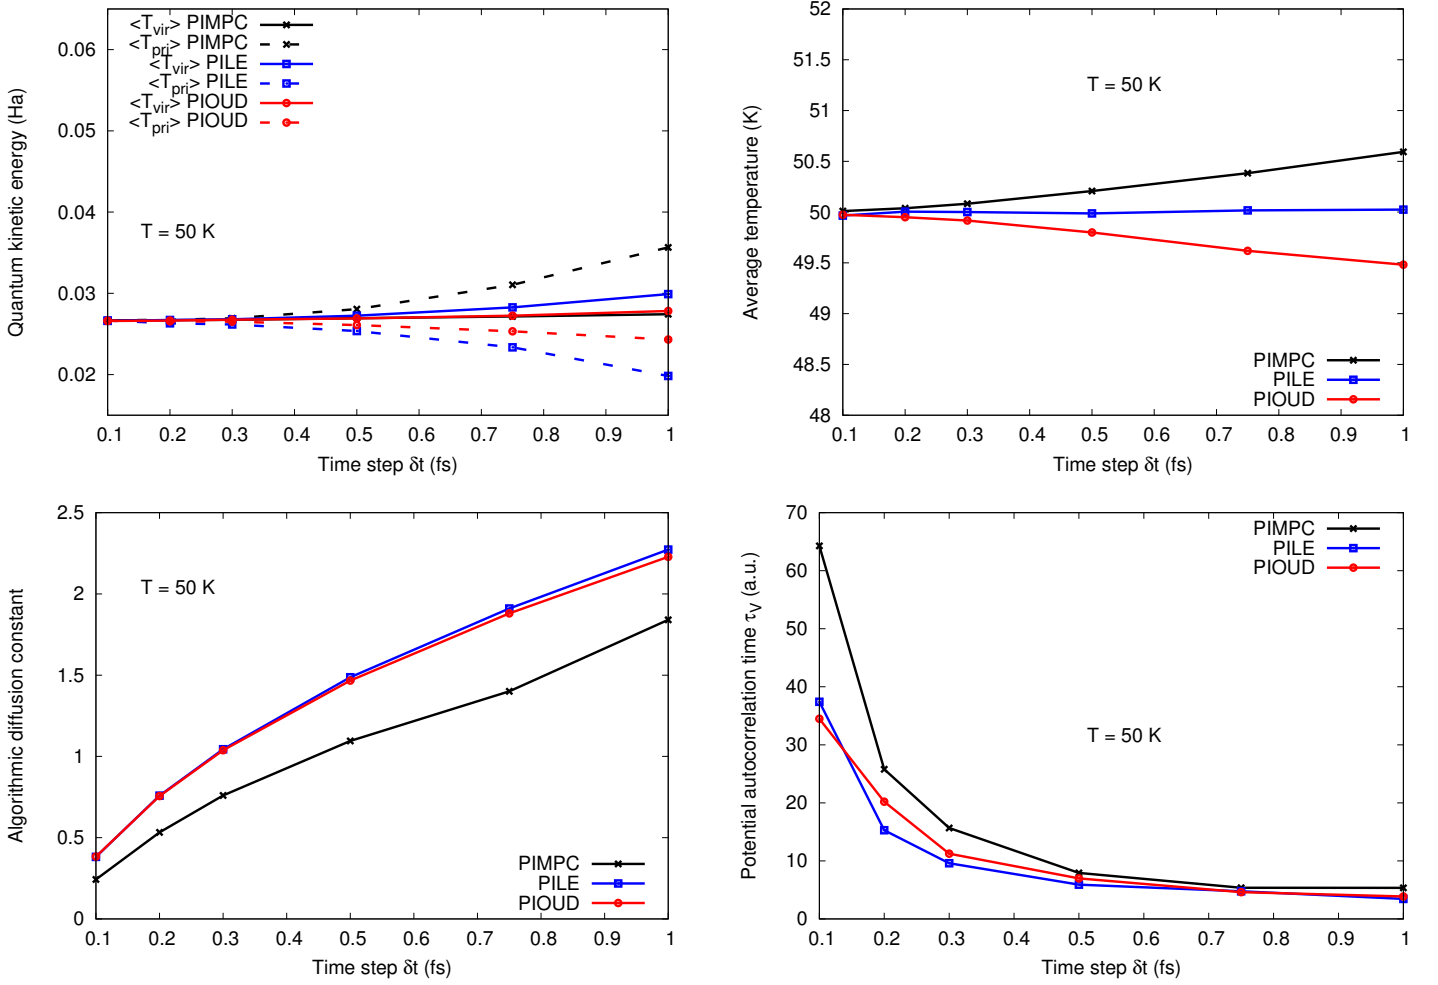 <T_vir> PIMPC
<T_pri> PIMPC
<T_vir> PILE
<T_pri> PILE
<T_vir> PIOUD
<T_pri> PIOUD
T = 50 K
Quantum kinetic energy (Ha)
0.06
0.05
0.04
0.03
0.02
0.1 0.2 0.3 0.4 0.5 0.6 0.7 0.8 0.9 1
Time step δt (fs)
T = 50 K
Average temperature (K)
52
51.5
51
50.5
50
49.5
49
48.5
48
PIMPC
PILE
PIOUD
0.1 0.2 0.3 0.4 0.5 0.6 0.7 0.8 0.9 1
Time step δt (fs)
T = 50 K
Algorithmic diffusion constant
2.5
2
1.5
1
0.5
0
PIMPC
PILE
PIOUD
0.1 0.2 0.3 0.4 0.5 0.6 0.7 0.8 0.9 1
Time step δt (fs)
PIMPC
PILE
PIOUD
T = 50 K
Potential autocorrelation time τ_V (a.u.)
70
60
50
40
30
20
10
0
0.1 0.2 0.3 0.4 0.5 0.6 0.7 0.8 0.9 1
Time step δt (fs)